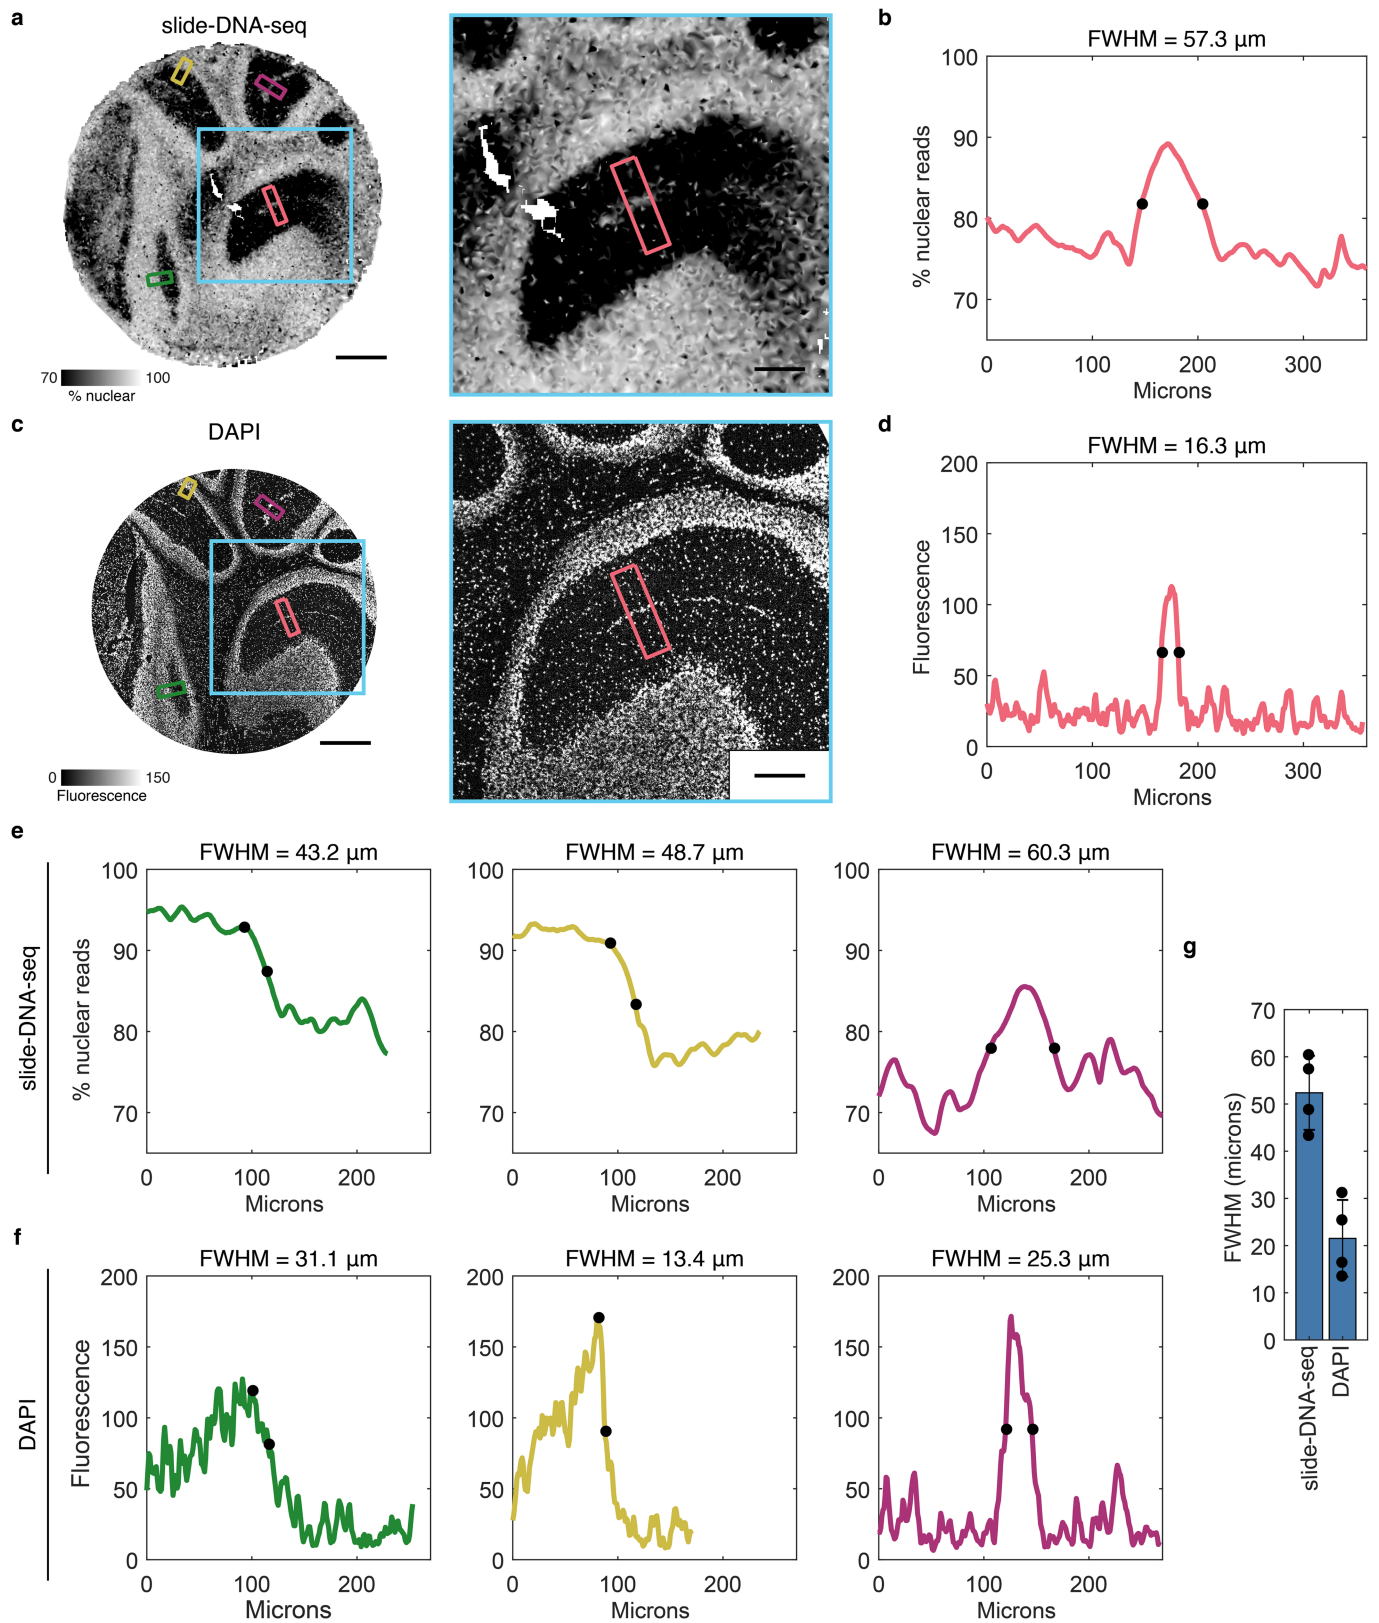 a
slide-DNA-seq
70 100
% nuclear
b
FWHM = 57.3 µm
% nuclear reads
100
90
80
70
0 100 200 300
Microns
c
DAPI
0 150
Fluorescence
d
FWHM = 16.3 µm
Fluorescence
200
150
100
50
0
0 100 200 300
Microns
e
slide-DNA-seq
FWHM = 43.2 µm
% nuclear reads
100
90
80
70
0 100 200
Microns
FWHM = 48.7 µm
100
90
80
70
0 100 200
Microns
FWHM = 60.3 µm
100
90
80
70
0 100 200
Microns
f
DAPI
FWHM = 31.1 µm
Fluorescence
200
150
100
50
0
0 100 200
Microns
FWHM = 13.4 µm
200
150
100
50
0
0 100 200
Microns
FWHM = 25.3 µm
200
150
100
50
0
0 100 200
Microns
g
FWHM (microns)
70
60
50
40
30
20
10
0
slide-DNA-seq
DAPI